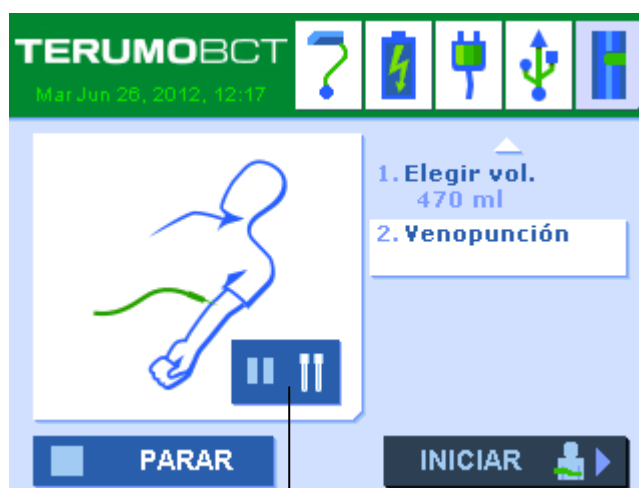 TERUMOBCT
Mar Jun 26, 2012, 12:17
1. Elegir vol.
470 ml
2. Venopunción
PARAR
INICIAR